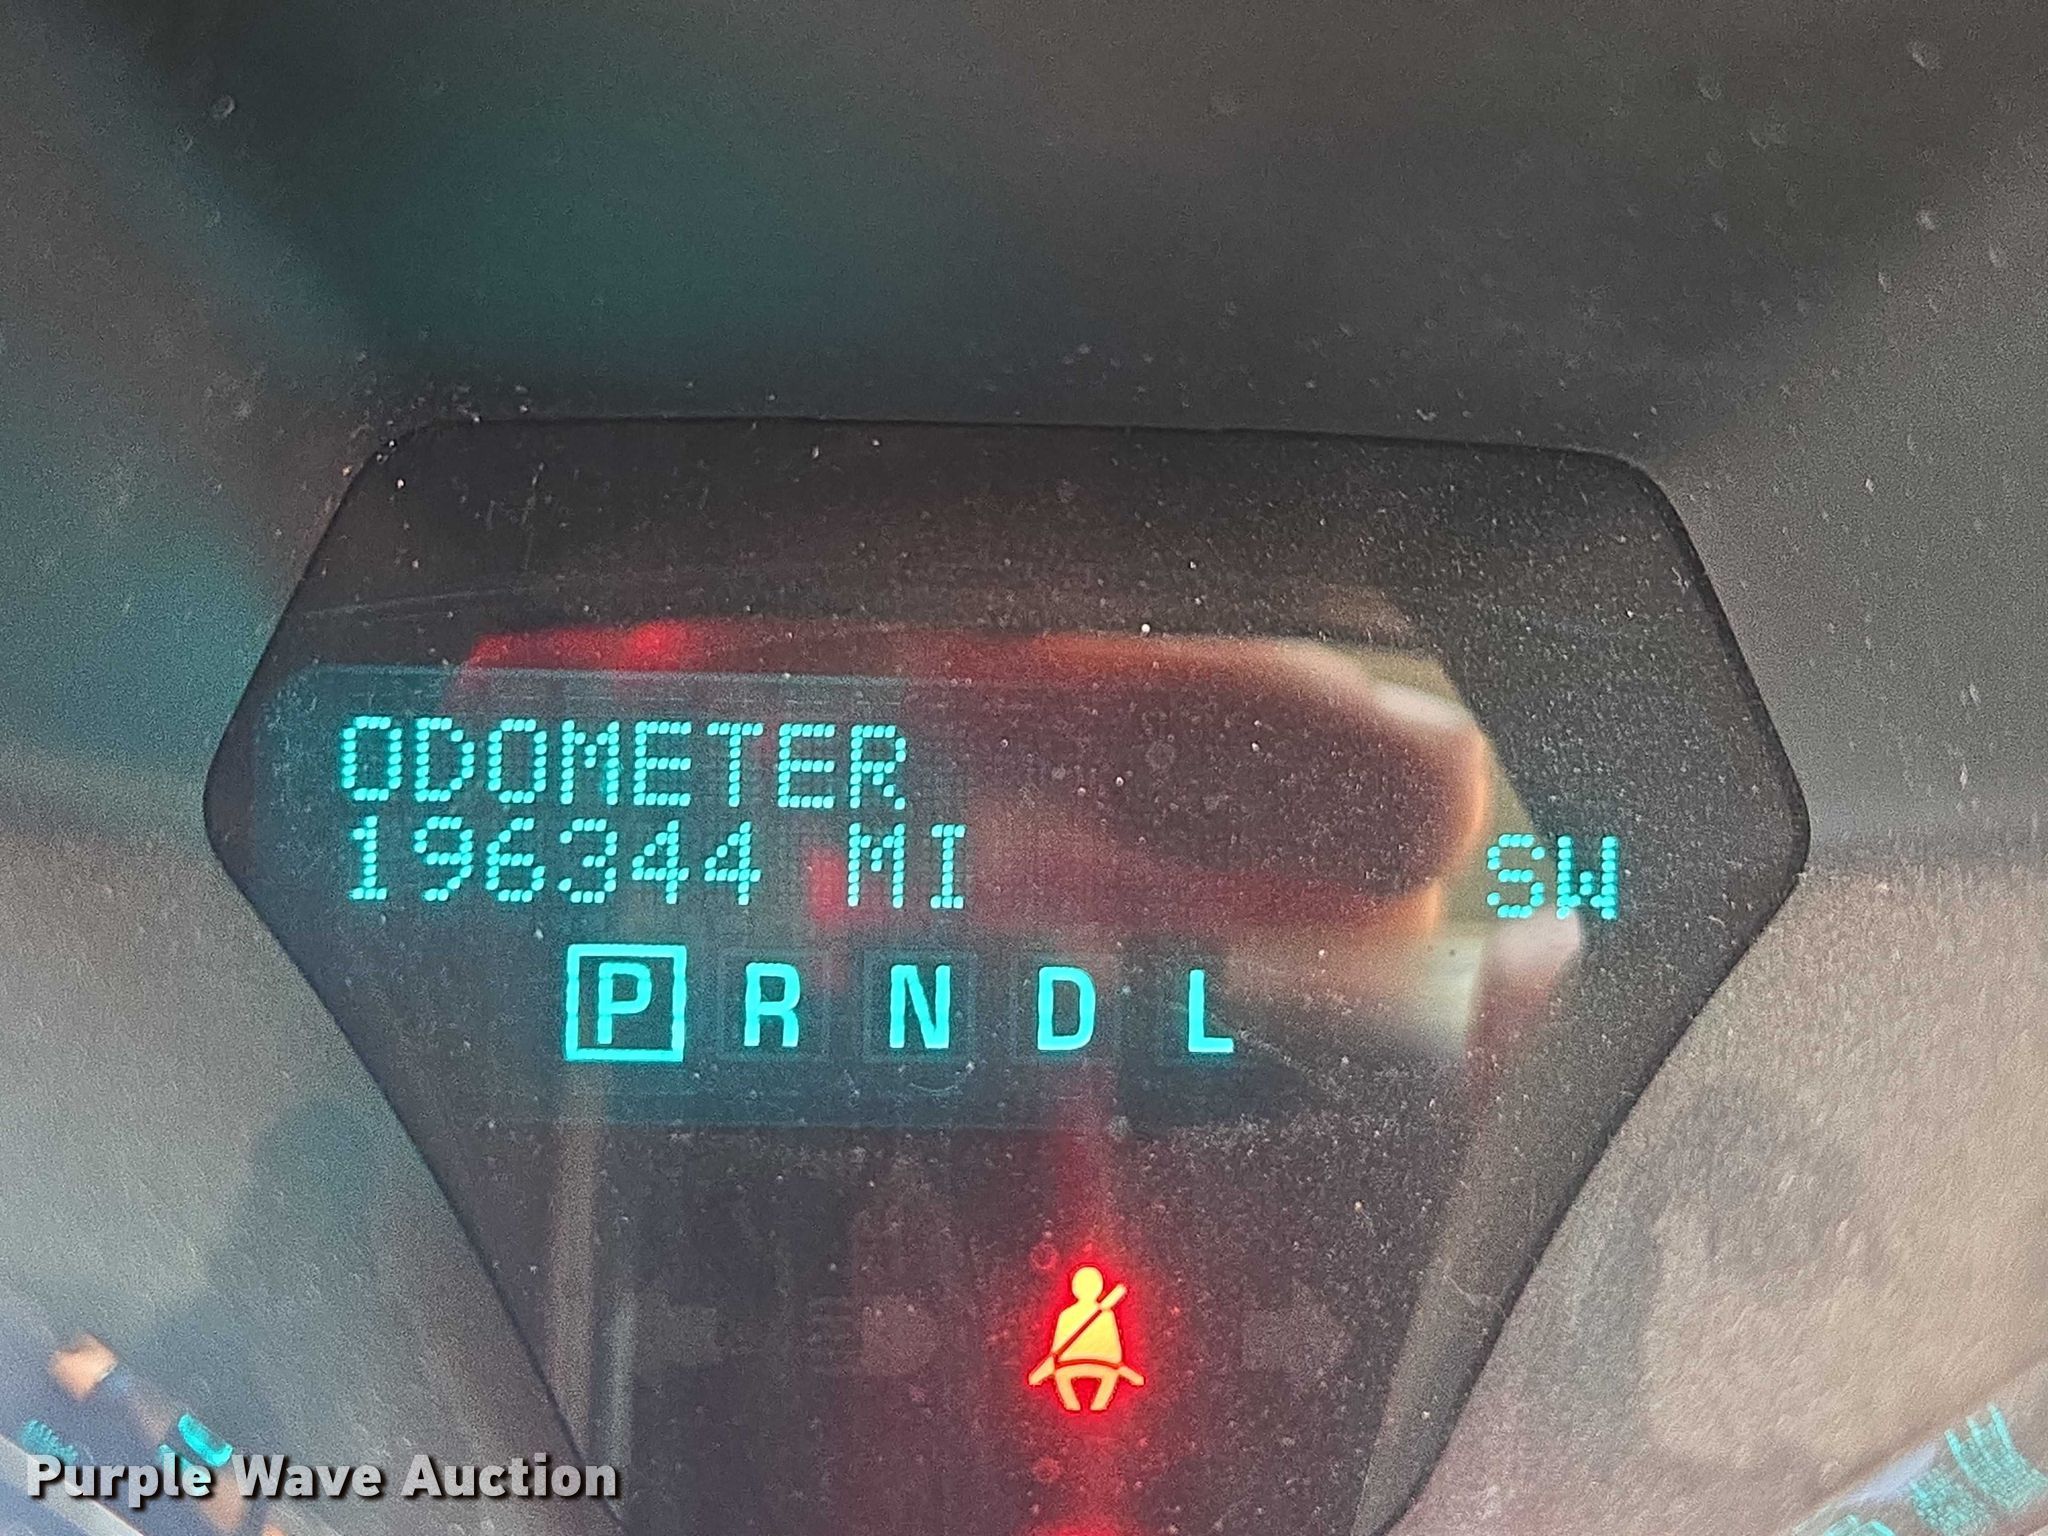 ODOMETER
196344 MI SW
P R N D L
Purple Wave Auction